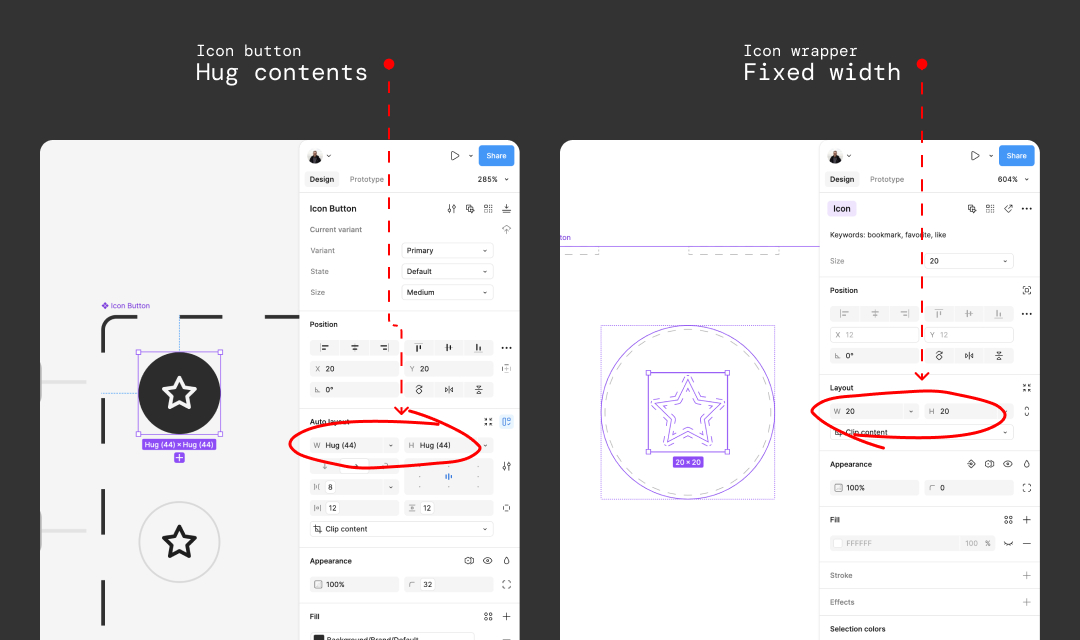 Icon button
Hug contents
Icon wrapper
Fixed width
Share
Design Prototype 285%
Icon Button
Current variant
Variant Primary
State Default
Size Medium
Position
X 20 Y 20
0°
Auto layout
W Hug (44) H Hug (44)
8
12 12
Clip content
Appearance
100% 32
Fill
Background/Brand/Default
Icon Button
Hug (44) × Hug (44)
Share
Design Prototype 604%
Icon
Keywords: bookmark, favorite, like
Size 20
Position
X 12 Y 12
0°
Layout
W 20 H 20
Clip content
Appearance
100% 0
Fill
FFFFFF 100 %
Stroke
Effects
Selection colors
ton
20 × 20